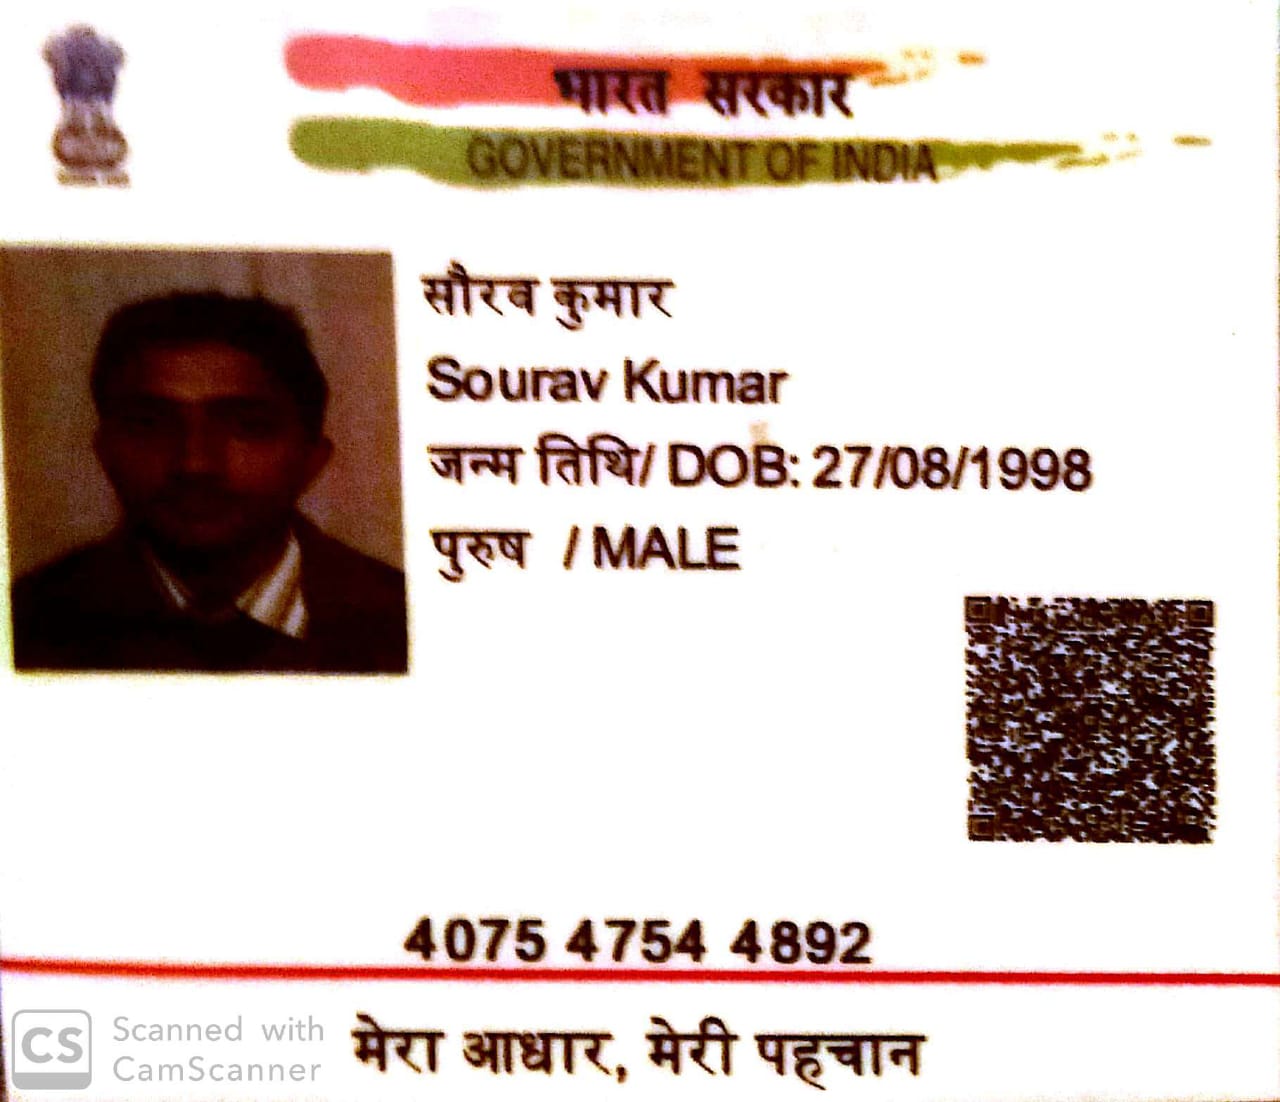 भारत सरकार
GOVERNMENT OF INDIA
सौरव कुमार
Sourav Kumar
जन्म तिथि/ DOB: 27/08/1998
पुरुष / MALE
4075 4754 4892
मेरा आधार, मेरी पहचान
CS Scanned with
CamScanner